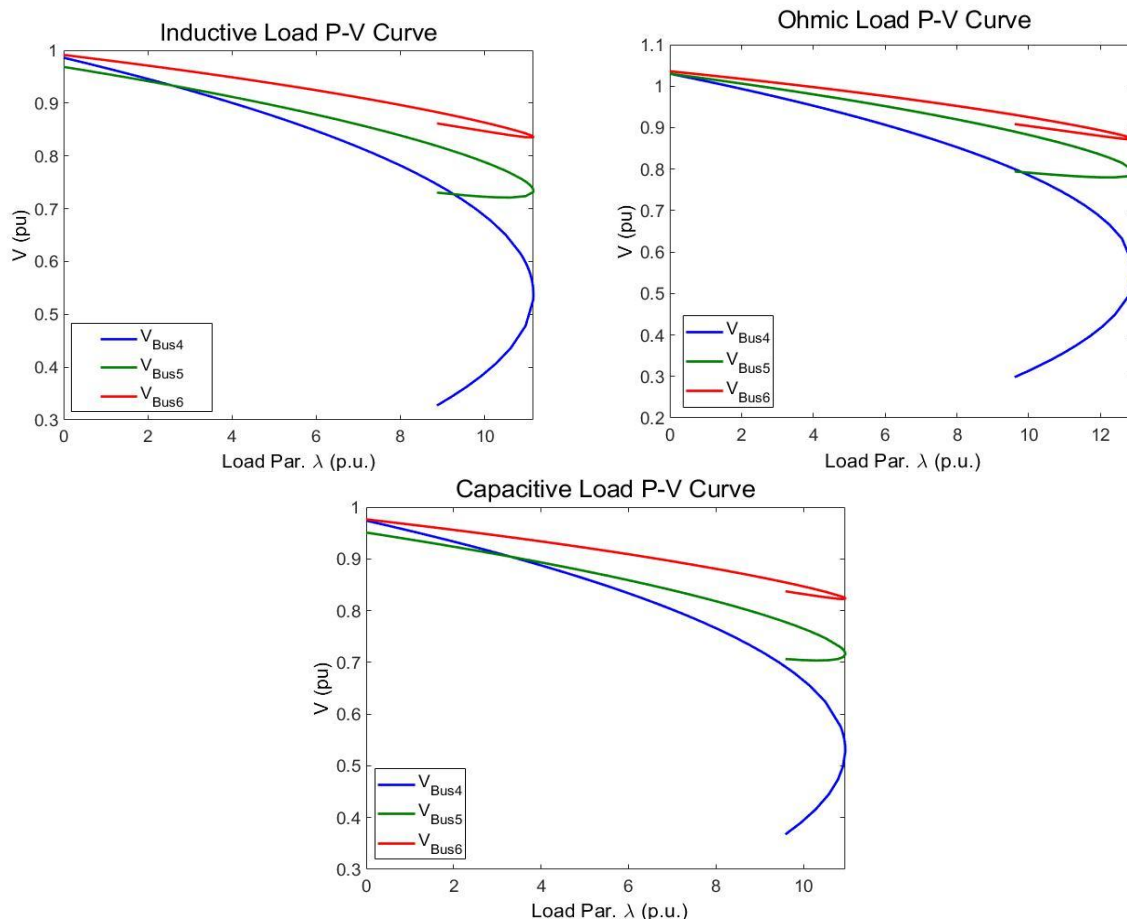 Inductive Load P-V Curve
1
0.9
0.8
0.7
0.6
0.5
0.4
0.3
V (pu)
V_Bus4
V_Bus5
V_Bus6
0 2 4 6 8 10
Load Par. λ (p.u.)
Ohmic Load P-V Curve
1.1
1
0.9
0.8
0.7
0.6
0.5
0.4
0.3
0.2
V (pu)
V_Bus4
V_Bus5
V_Bus6
0 2 4 6 8 10 12
Load Par. λ (p.u.)
Capacitive Load P-V Curve
1
0.9
0.8
0.7
0.6
0.5
0.4
0.3
V (pu)
V_Bus4
V_Bus5
V_Bus6
0 2 4 6 8 10
Load Par. λ (p.u.)